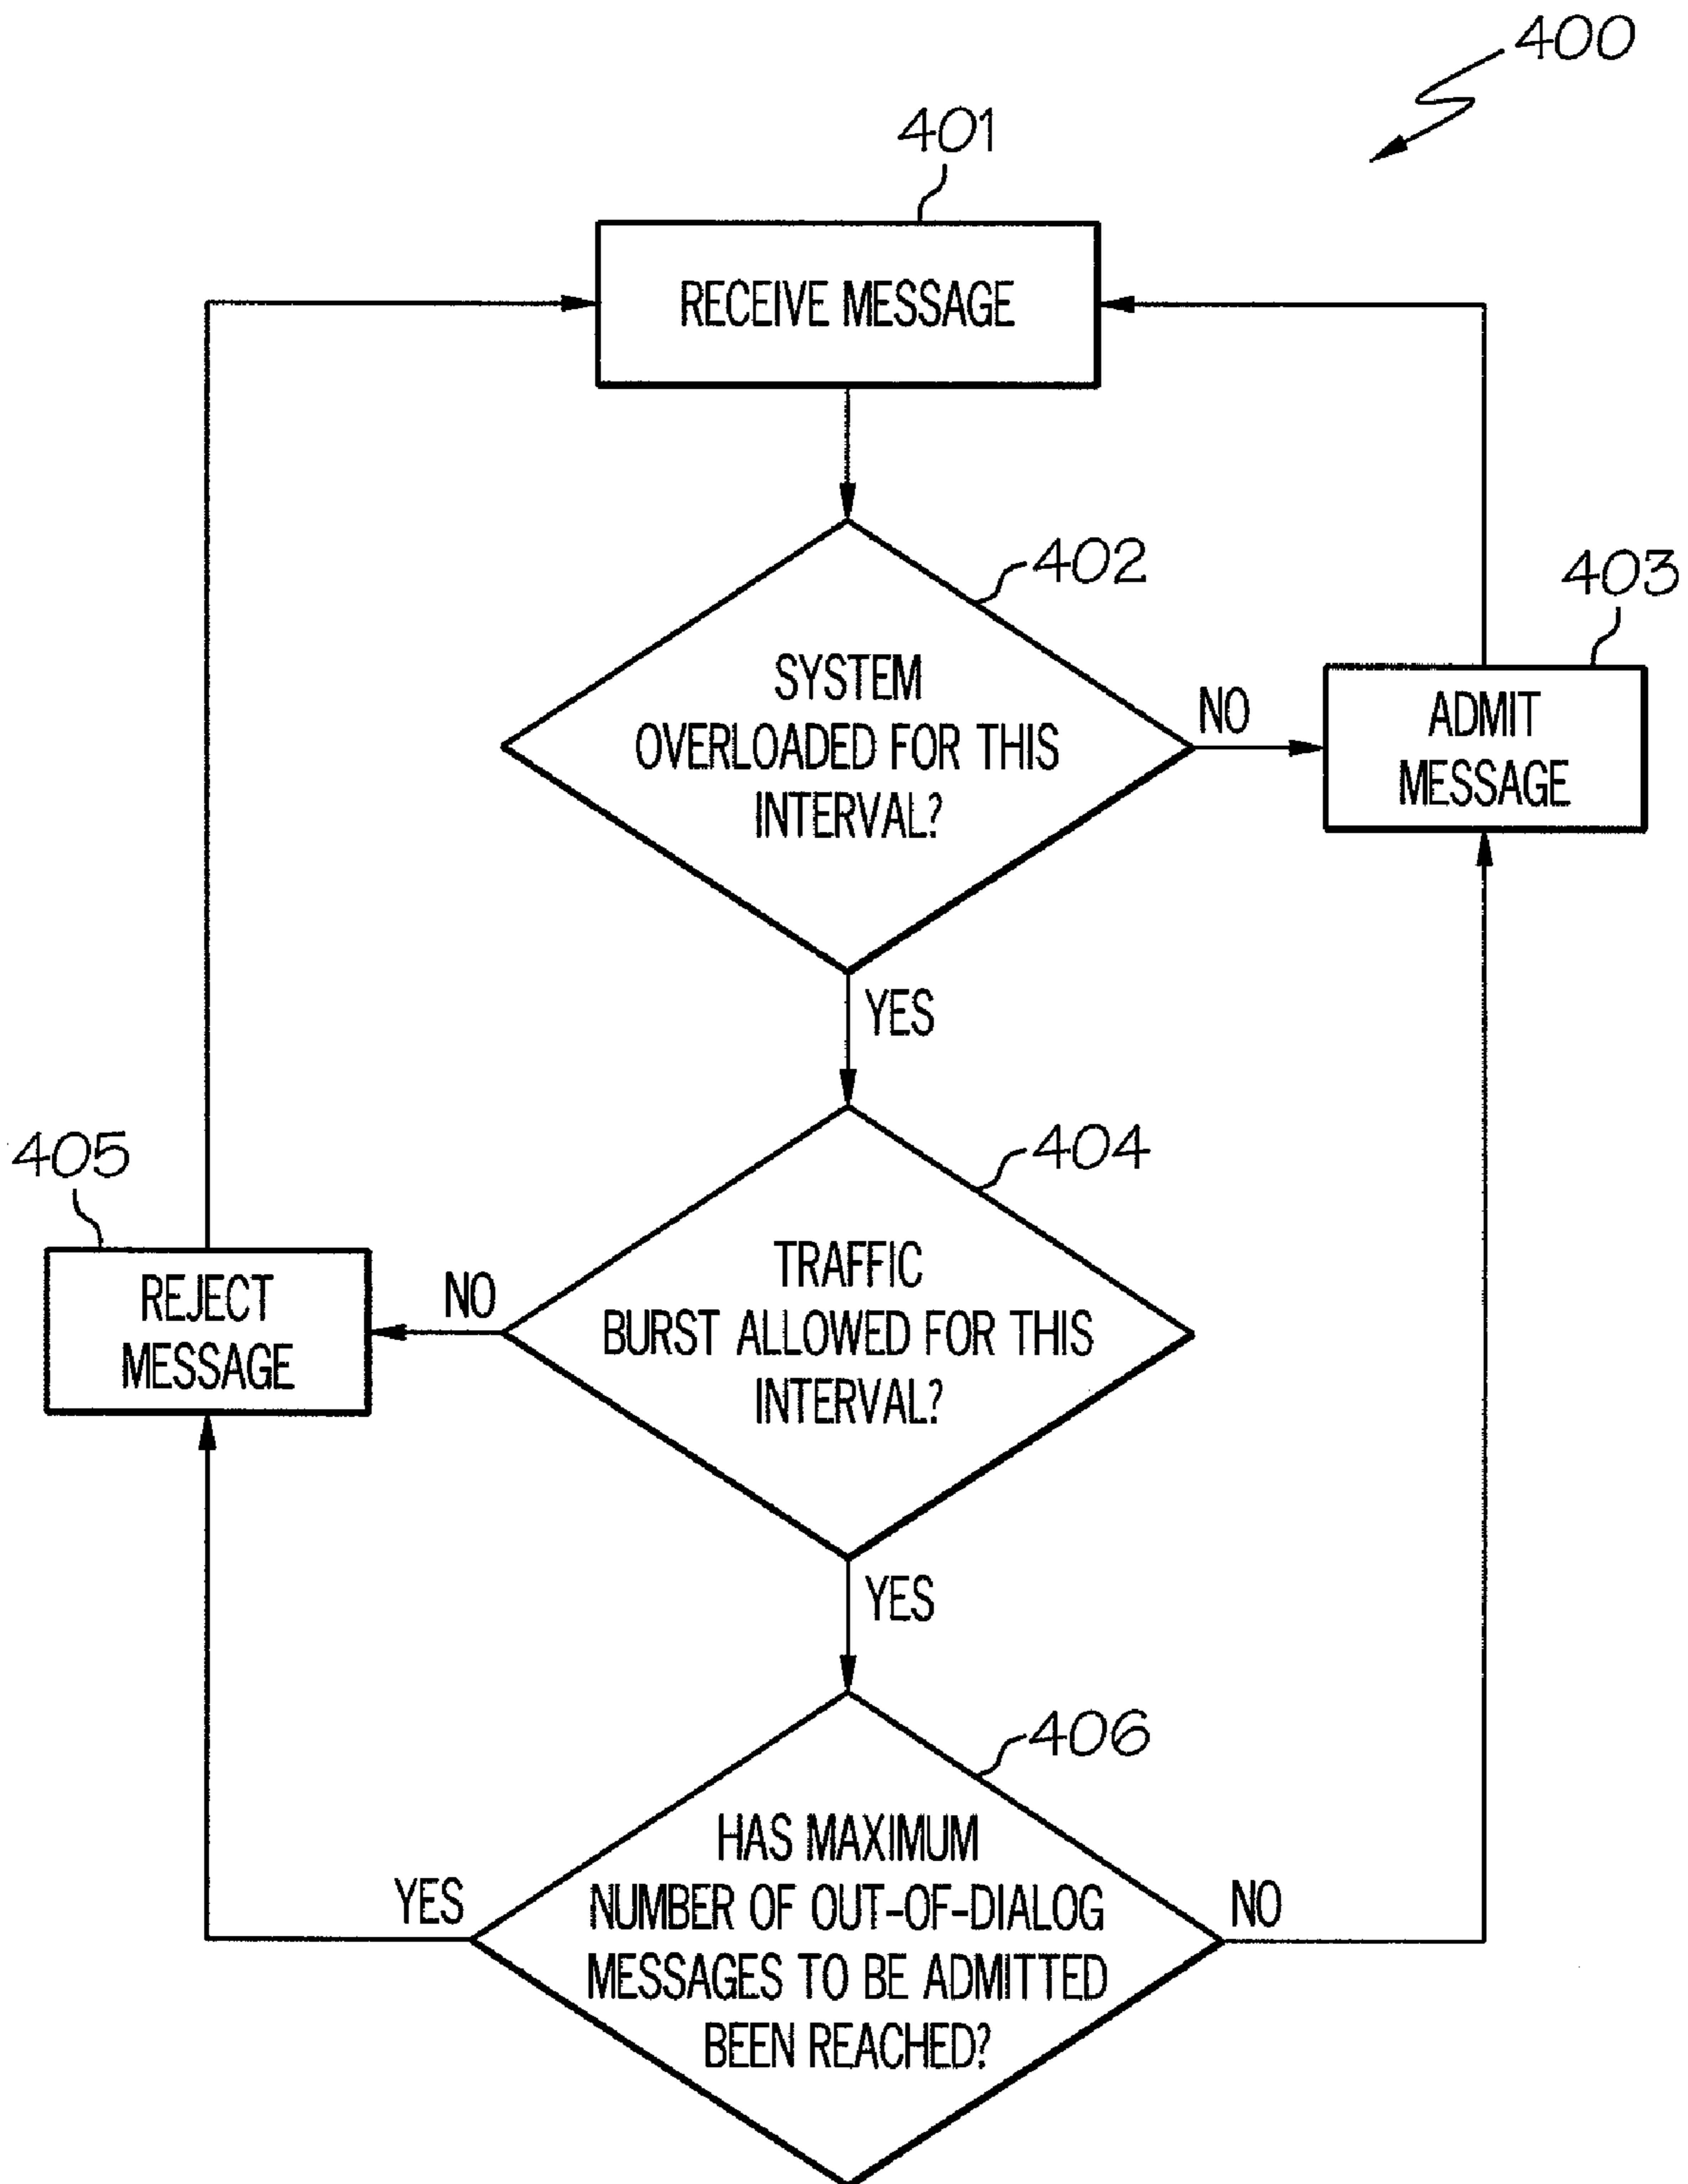 400
401
RECEIVE MESSAGE
402
SYSTEM
OVERLOADED FOR THIS
INTERVAL?
NO
403
ADMIT
MESSAGE
YES
404
TRAFFIC
BURST ALLOWED FOR THIS
INTERVAL?
NO
405
REJECT
MESSAGE
YES
406
HAS MAXIMUM
NUMBER OF OUT-OF-DIALOG
MESSAGES TO BE ADMITTED
BEEN REACHED?
YES
NO